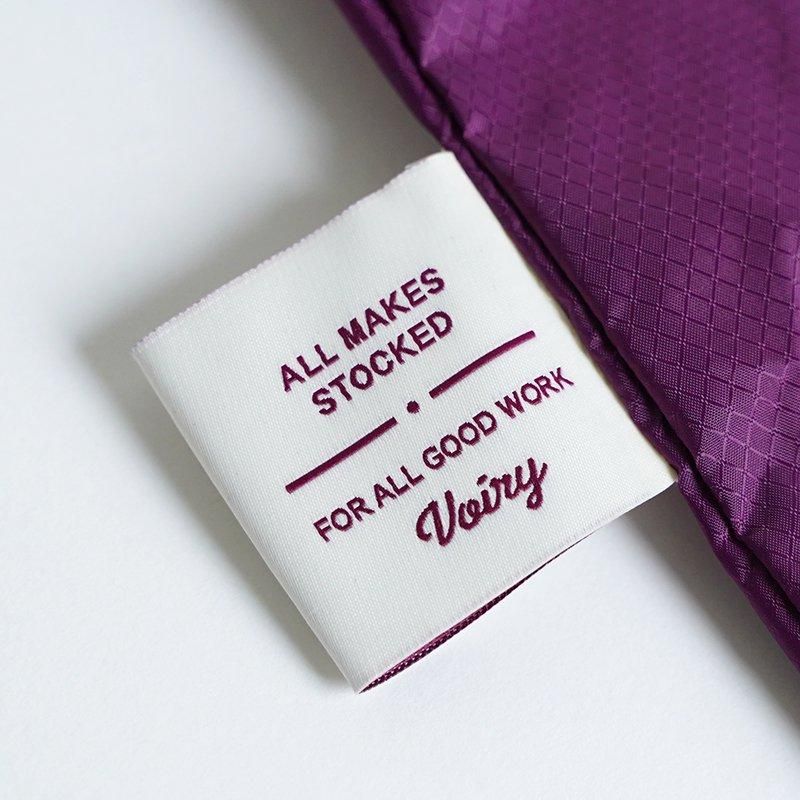 ALL MAKES
STOCKED
FOR ALL GOOD WORK
Voiry